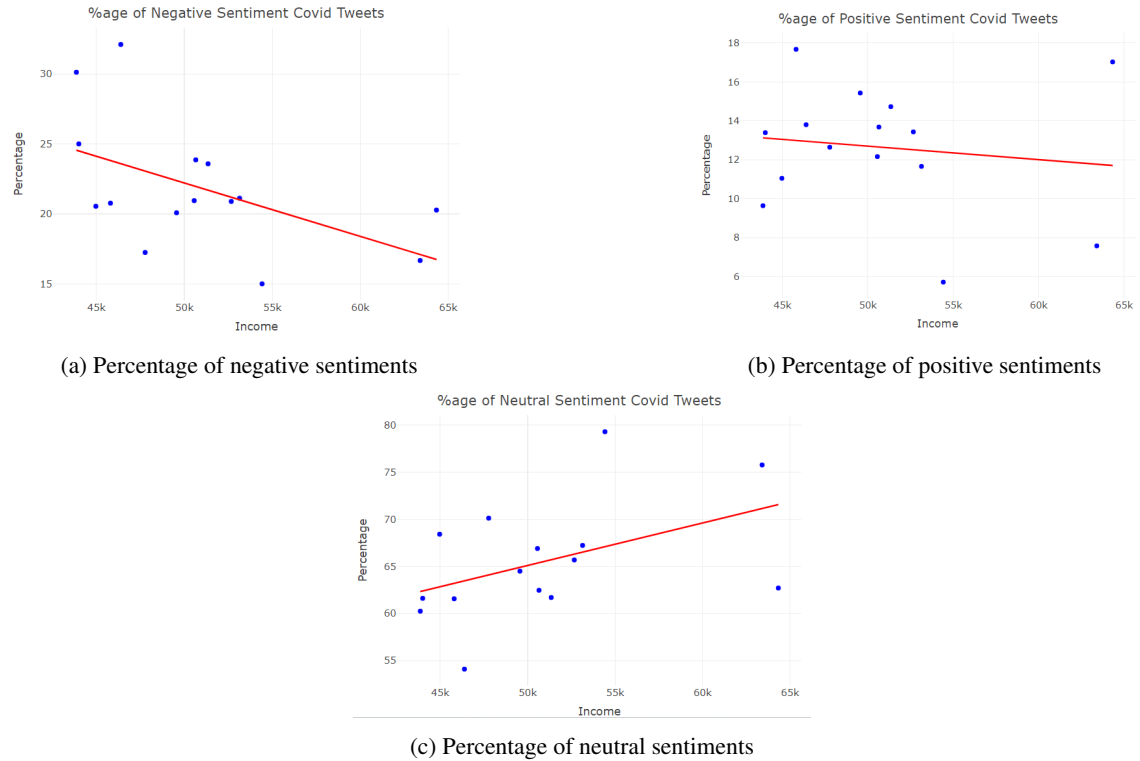 %age of Negative Sentiment Covid Tweets
30
25
20
15
Percentage
45k 50k 55k 60k 65k
Income
(a) Percentage of negative sentiments
%age of Positive Sentiment Covid Tweets
18
16
14
12
10
8
6
Percentage
45k 50k 55k 60k 65k
Income
(b) Percentage of positive sentiments
%age of Neutral Sentiment Covid Tweets
80
75
70
65
60
55
Percentage
45k 50k 55k 60k 65k
Income
(c) Percentage of neutral sentiments